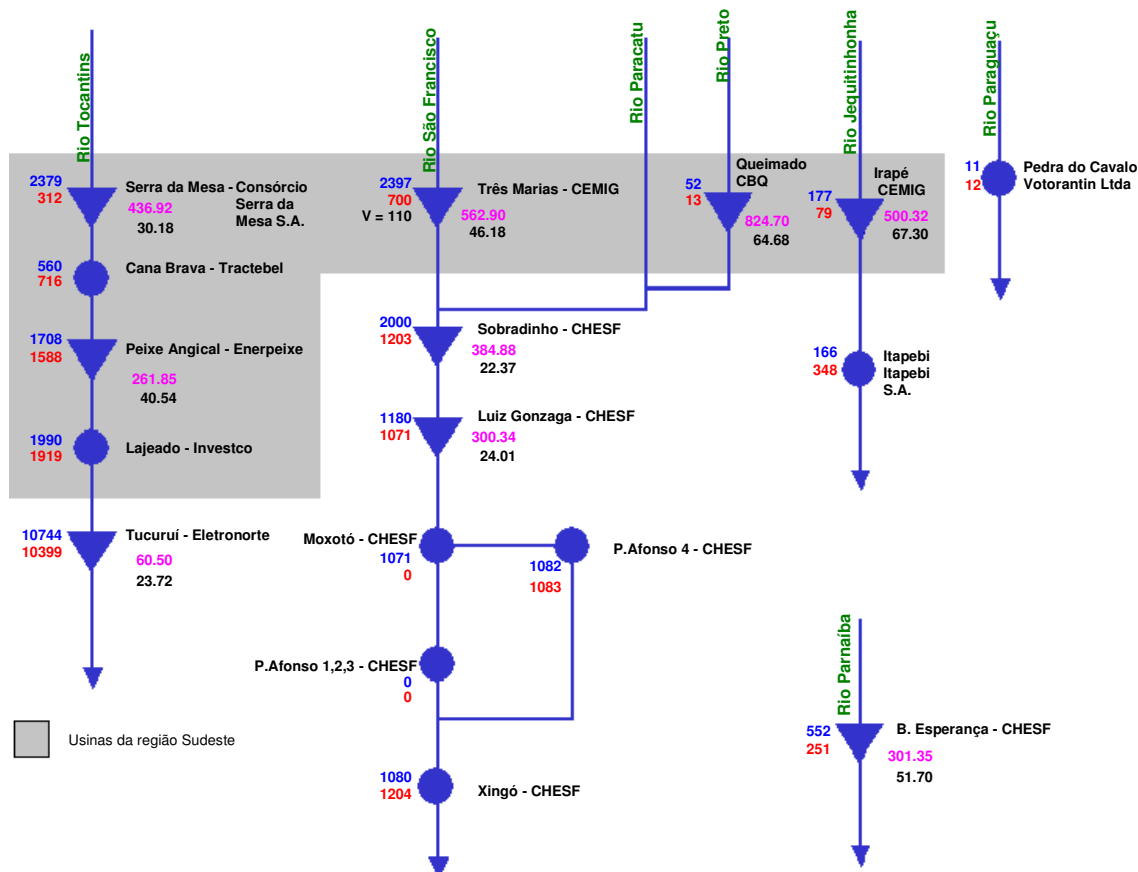 Rio Tocantins
2379
312
Serra da Mesa - Consórcio
Serra da
Mesa S.A.
436.92
30.18
560
716
Cana Brava - Tractebel
1708
1588
Peixe Angical - Enerpeixe
261.85
40.54
1990
1919
Lajeado - Investco
10744
10399
Tucuruí - Eletronorte
60.50
23.72
Usinas da região Sudeste
Rio São Francisco
2397
700
V = 110
Três Marias - CEMIG
562.90
46.18
Rio Paracatu
Rio Preto
Queimado
CBQ
52
13
824.70
64.68
2000
1203
Sobradinho - CHESF
384.88
22.37
1180
1071
Luiz Gonzaga - CHESF
300.34
24.01
Moxotó - CHESF
1071
0
P.Afonso 4 - CHESF
1082
1083
P.Afonso 1,2,3 - CHESF
0
0
1080
1204
Xingó - CHESF
Rio Jequitinhonha
Irapé
CEMIG
177
79
500.32
67.30
166
348
Itapebi
Itapebi
S.A.
Rio Paraguaçu
11
12
Pedra do Cavalo
Votorantin Ltda
Rio Parnaíba
552
251
B. Esperança - CHESF
301.35
51.70